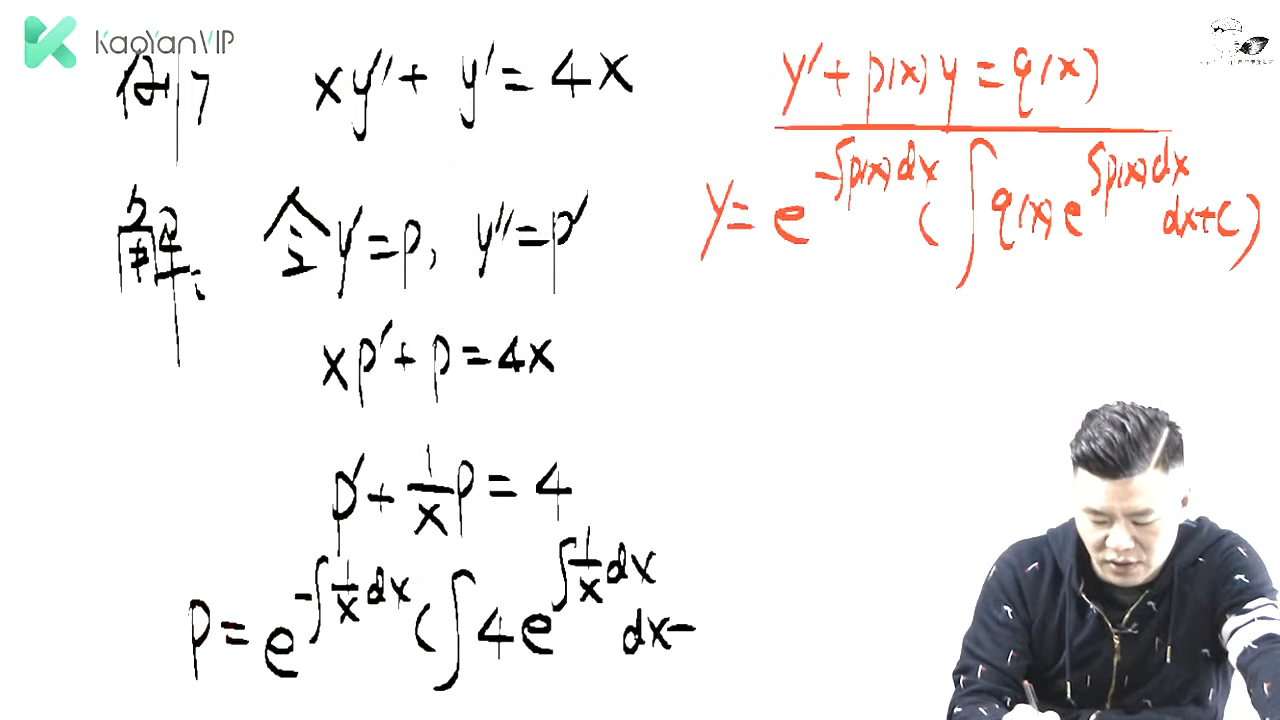 KaoYanVIP
例7 xy″ + y′ = 4x
解: 令y′=p, y″=p′
xp′ + p = 4x
p′ + 1/x p = 4
p = e^(-∫1/x dx) (∫4e^(∫1/x dx) dx-
y′ + p(x)y = q(x)
y = e^(-∫p(x)dx) (∫q(x)e^(∫p(x)dx) dx+C)